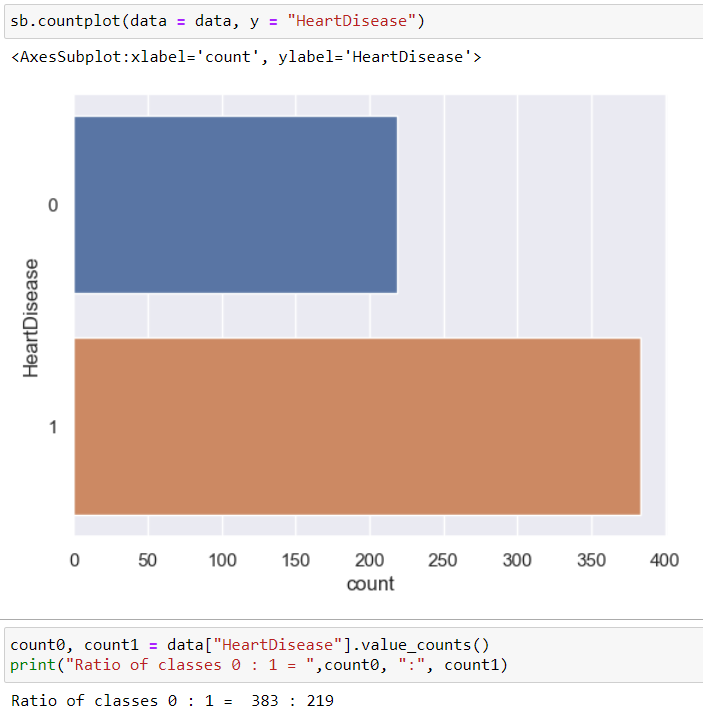 sb.countplot(data = data, y = "HeartDisease")
<AxesSubplot:xlabel='count', ylabel='HeartDisease'>
HeartDisease
0
1
0 50 100 150 200 250 300 350 400
count
count0, count1 = data["HeartDisease"].value_counts()
print("Ratio of classes 0 : 1 = ",count0, ":", count1)
Ratio of classes 0 : 1 =  383 : 219